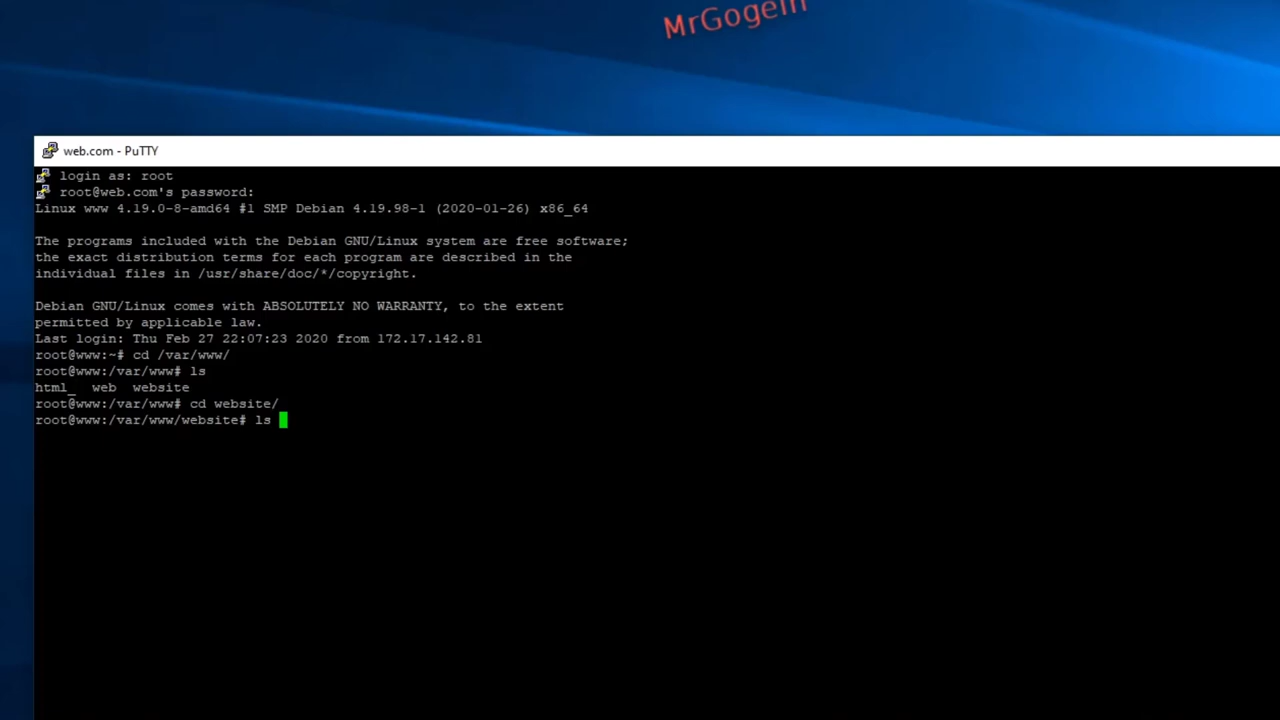 MrGogein
web.com - PuTTY
login as: root
root@web.com's password:
Linux www 4.19.0-8-amd64 #1 SMP Debian 4.19.98-1 (2020-01-26) x86_64
The programs included with the Debian GNU/Linux system are free software;
the exact distribution terms for each program are described in the
individual files in /usr/share/doc/*/copyright.
Debian GNU/Linux comes with ABSOLUTELY NO WARRANTY, to the extent
permitted by applicable law.
Last login: Thu Feb 27 22:07:23 2020 from 172.17.142.81
root@www:~# cd /var/www/
root@www:/var/www# ls
html_  web  website
root@www:/var/www# cd website/
root@www:/var/www/website# ls